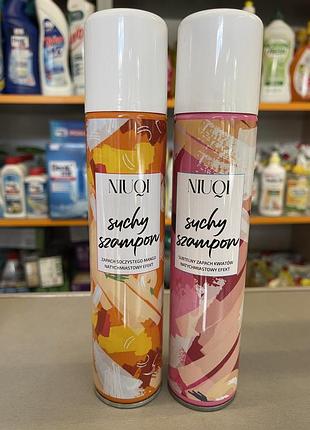 NIUQI
suchy
szampon
ZAPACH SOCZYSTEGO MANGO
NATYCHMIASTOWY EFEKT
NIUQI
suchy
szampon
SUBTELNY ZAPACH KWIATÓW
NATYCHMIASTOWY EFEKT